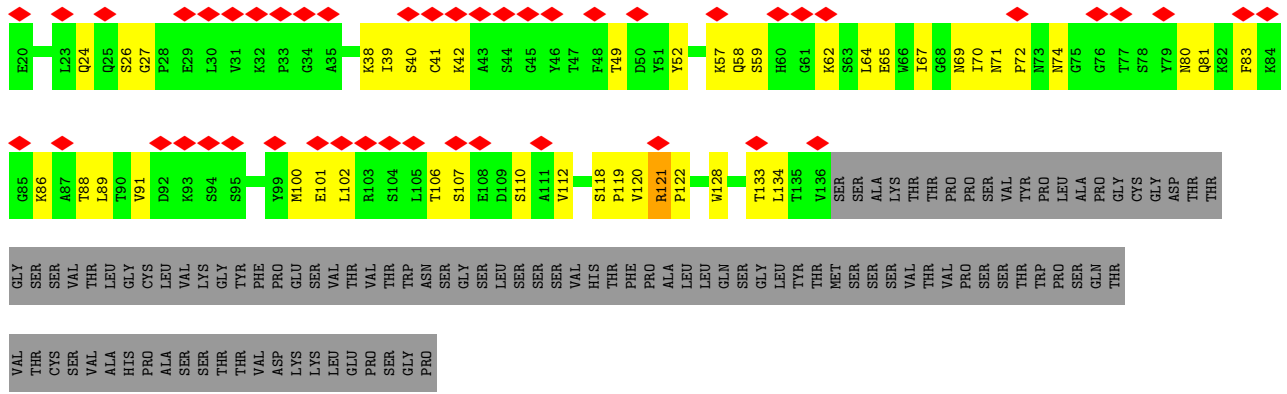 E20 L23 Q24 Q25 S26 G27 P28 E29 L30 V31 K32 P33 G34 A35 K38 I39 S40 C41 K42 A43 S44 G45 Y46 T47 F48 T49 D50 Y51 Y52 K57 Q58 S59 H60 G61 K62 S63 L64 E65 W66 I67 G68 N69 I70 N71 P72 N73 N74 G75 G76 T77 S78 Y79 N80 Q81 K82 F83 K84
G85 K86 A87 T88 L89 T90 V91 D92 K93 S94 S95 Y99 M100 E101 L102 R103 S104 L105 T106 S107 E108 D109 S110 A111 V112 S118 P119 V120 R121 P122 W128 T133 L134 T135 V136 SER SER ALA LYS THR THR PRO PRO SER VAL TYR PRO LEU ALA PRO GLY CYS GLY ASP THR THR
GLY SER SER VAL THR LEU GLY CYS LEU VAL LYS GLY TYR PHE PRO GLU SER VAL THR VAL THR TRP ASN SER GLY SER LEU SER SER SER VAL HIS THR PHE PRO ALA LEU LEU GLN SER GLY LEU TYR THR MET SER SER SER VAL THR VAL PRO SER SER THR TRP PRO SER GLN THR
VAL THR CYS SER VAL ALA HIS PRO ALA SER SER THR THR VAL ASP LYS LYS LEU GLU PRO SER GLY PRO